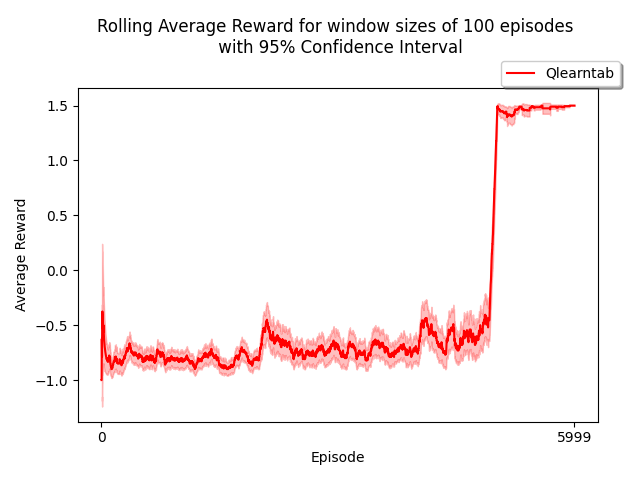 Rolling Average Reward for window sizes of 100 episodes
with 95% Confidence Interval
Qlearntab
1.5
1.0
0.5
0.0
−0.5
−1.0
Average Reward
0
5999
Episode